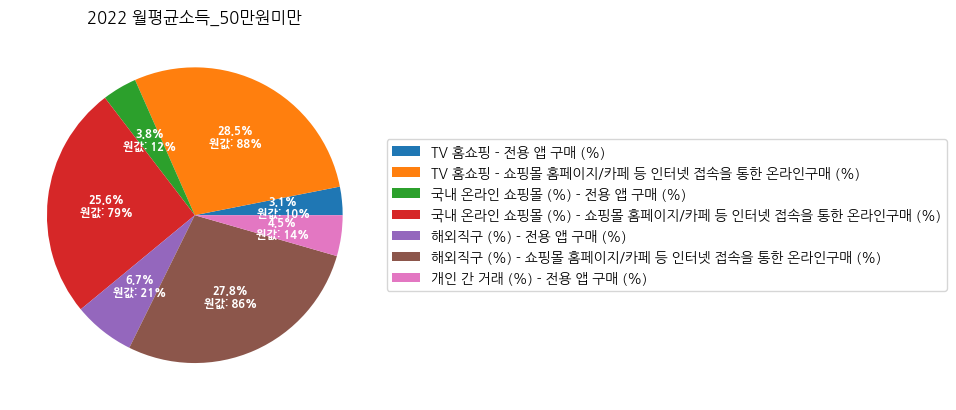 2022 월평균소득_50만원미만
28.5%
원값: 88%
3.8%
원값: 12%
25.6%
원값: 79%
3.1%
원값: 10%
4.5%
원값: 14%
6.7%
원값: 21%
27.8%
원값: 86%
TV 홈쇼핑 - 전용 앱 구매 (%)
TV 홈쇼핑 - 쇼핑몰 홈페이지/카페 등 인터넷 접속을 통한 온라인구매 (%)
국내 온라인 쇼핑몰 (%) - 전용 앱 구매 (%)
국내 온라인 쇼핑몰 (%) - 쇼핑몰 홈페이지/카페 등 인터넷 접속을 통한 온라인구매 (%)
해외직구 (%) - 전용 앱 구매 (%)
해외직구 (%) - 쇼핑몰 홈페이지/카페 등 인터넷 접속을 통한 온라인구매 (%)
개인 간 거래 (%) - 전용 앱 구매 (%)